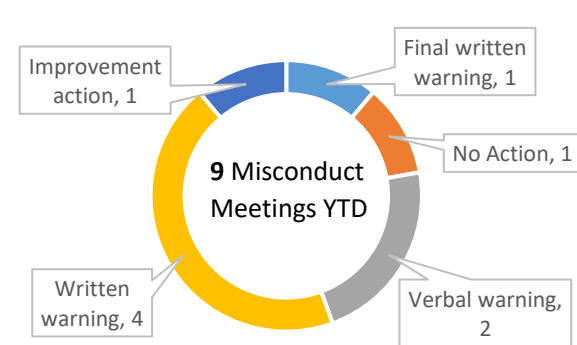 Improvement
action, 1
Final written
warning, 1
No Action, 1
9 Misconduct
Meetings YTD
Written
warning, 4
Verbal warning,
2